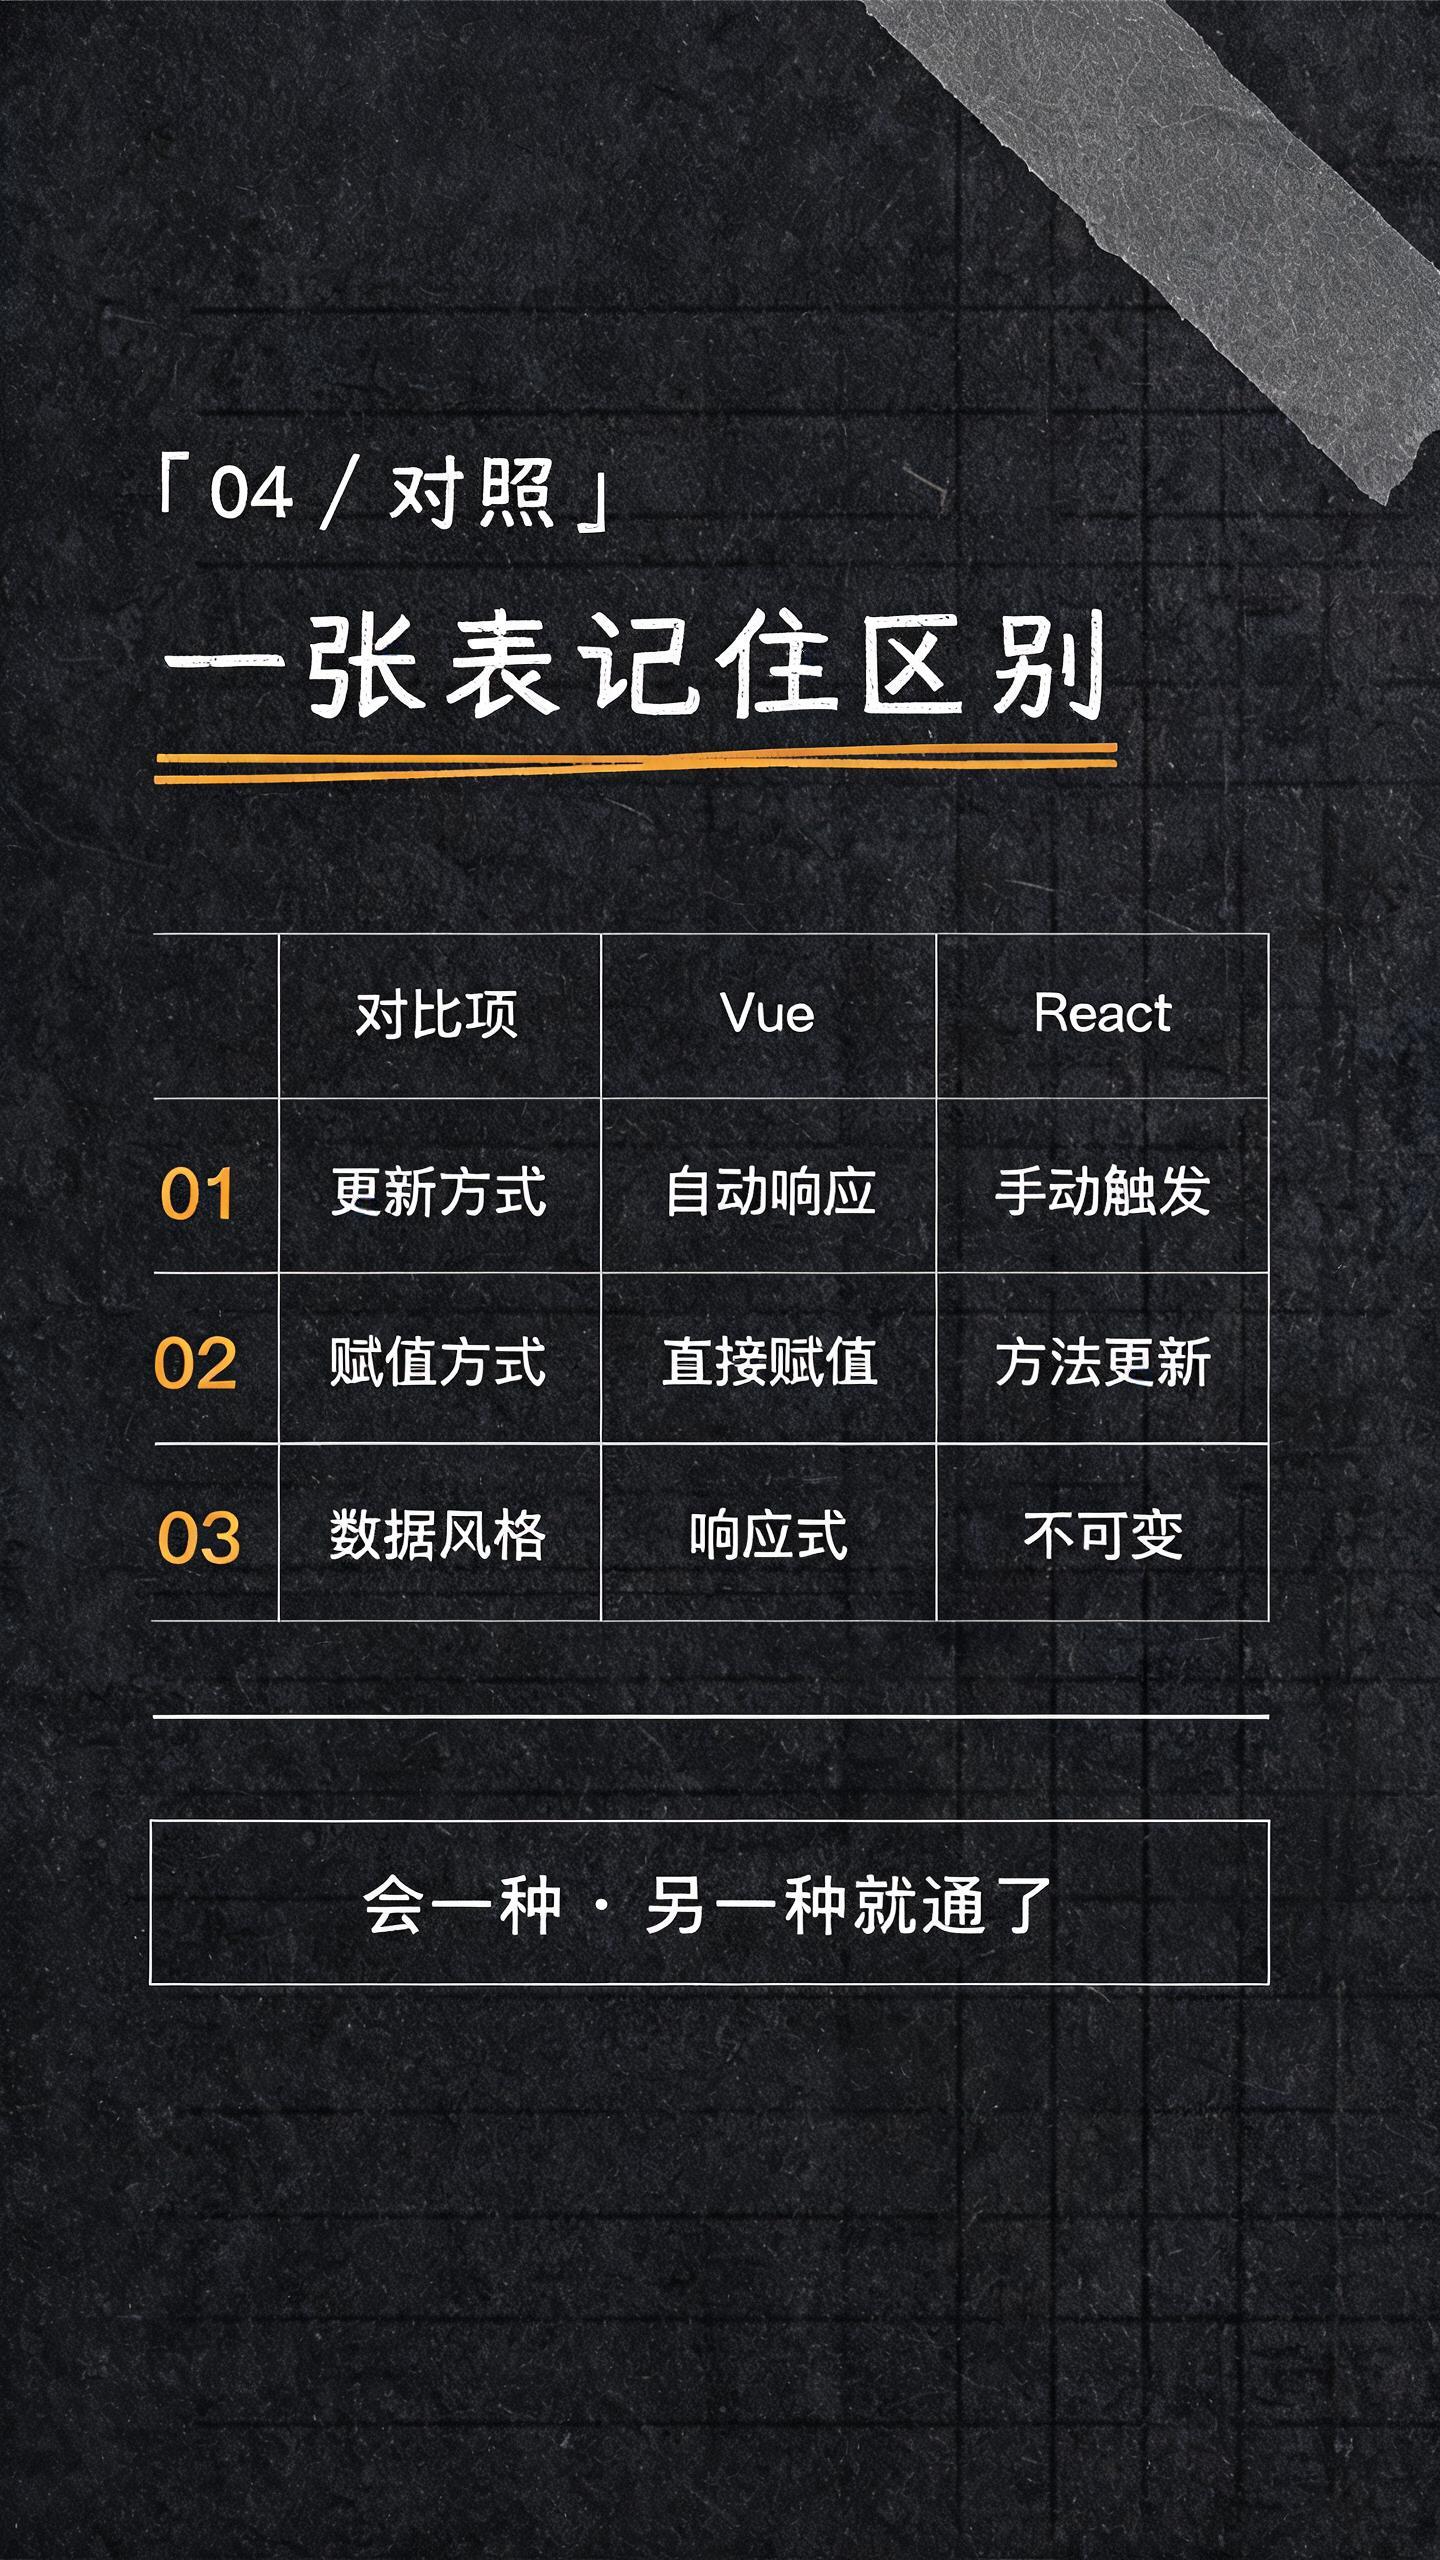 「04 / 对照」
一张表记住区别
对比项 Vue React
01 更新方式 自动响应 手动触发
02 赋值方式 直接赋值 方法更新
03 数据风格 响应式 不可变
会一种 · 另一种就通了